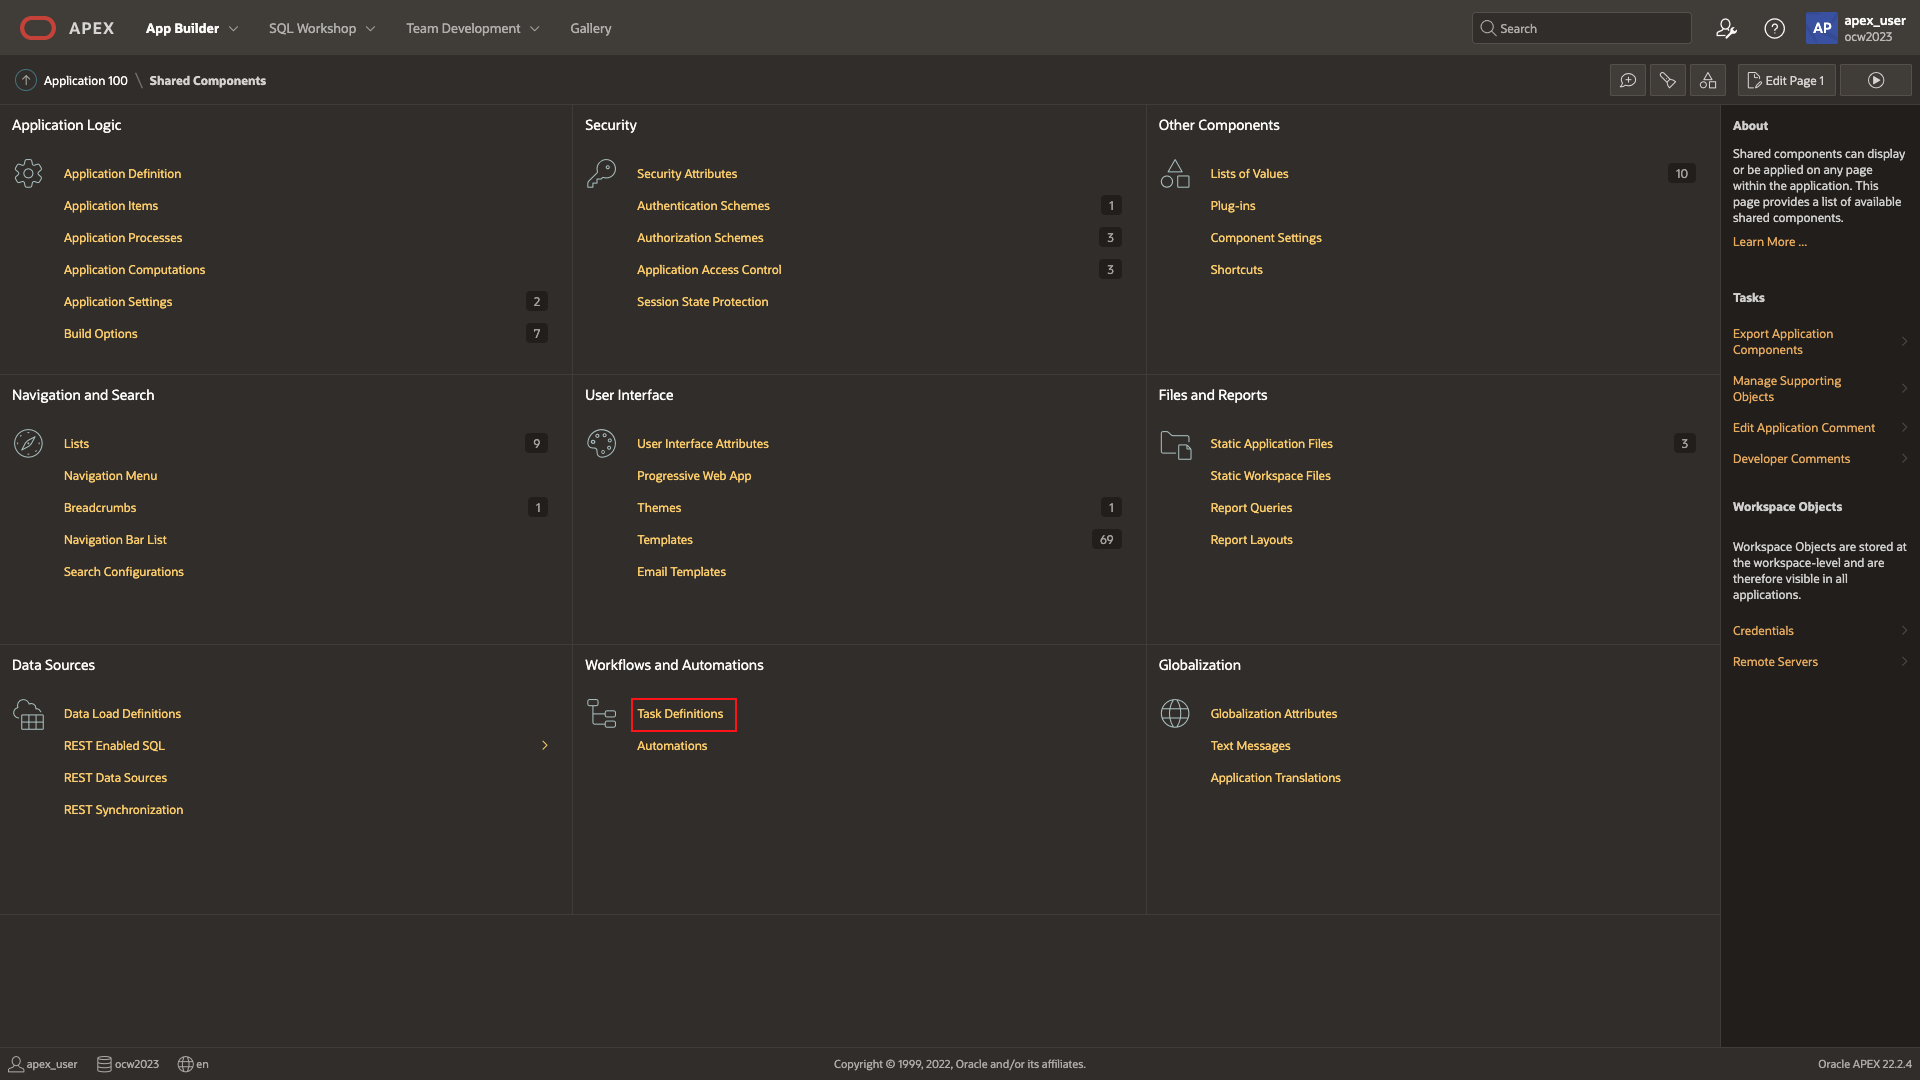 APEX
App Builder
SQL Workshop
Team Development
Gallery
Search
AP
apex_user
ocw2023
Application 100 \ Shared Components
Edit Page 1
Application Logic
Application Definition
Application Items
Application Processes
Application Computations
Application Settings 2
Build Options 7
Security
Security Attributes
Authentication Schemes 1
Authorization Schemes 3
Application Access Control 3
Session State Protection
Other Components
Lists of Values 10
Plug-ins
Component Settings
Shortcuts
Navigation and Search
Lists 9
Navigation Menu
Breadcrumbs 1
Navigation Bar List
Search Configurations
User Interface
User Interface Attributes
Progressive Web App
Themes 1
Templates 69
Email Templates
Files and Reports
Static Application Files 3
Static Workspace Files
Report Queries
Report Layouts
Data Sources
Data Load Definitions
REST Enabled SQL
REST Data Sources
REST Synchronization
Workflows and Automations
Task Definitions
Automations
Globalization
Globalization Attributes
Text Messages
Application Translations
About
Shared components can display
or be applied on any page
within the application. This
page provides a list of available
shared components.
Learn More ...
Tasks
Export Application
Components
Manage Supporting
Objects
Edit Application Comment
Developer Comments
Workspace Objects
Workspace Objects are stored at
the workspace-level and are
therefore visible in all
applications.
Credentials
Remote Servers
apex_user
ocw2023
en
Copyright © 1999, 2022, Oracle and/or its affiliates.
Oracle APEX 22.2.4